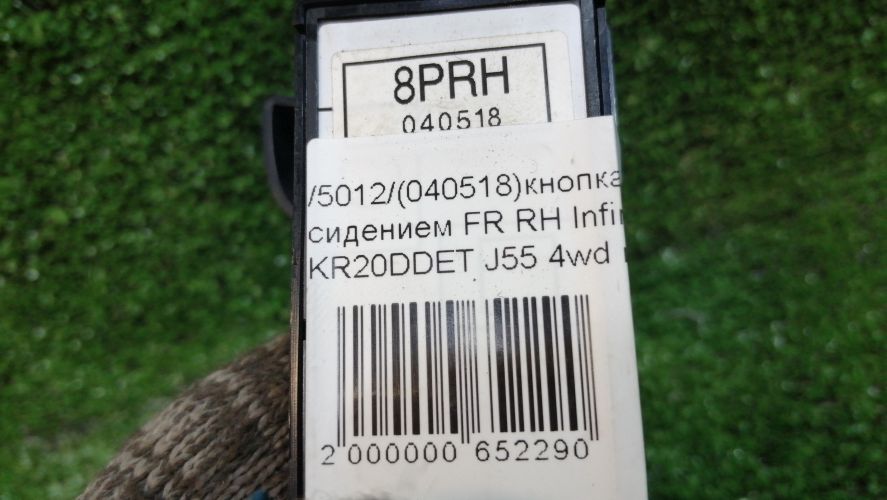 8PRH
040518
/5012/(040518)кнопка
сидением FR RH Infi
KR20DDET J55 4wd
2 000000 652290